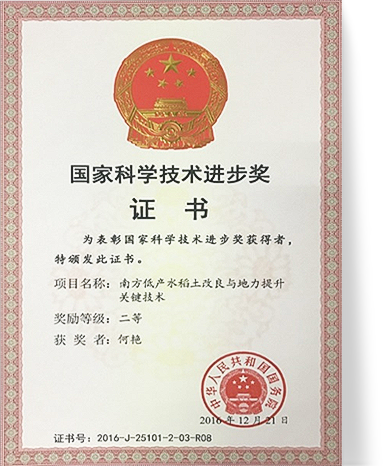 国家科学技术进步奖
证书
为表彰国家科学技术进步奖获得者，
特颁发此证书。
项目名称：南方低产水稻土改良与地力提升
关键技术
奖励等级：二等
获奖者：何艳
中华人民共和国国务院
2016年12月21日
证书号：2016-J-25101-2-03-R08